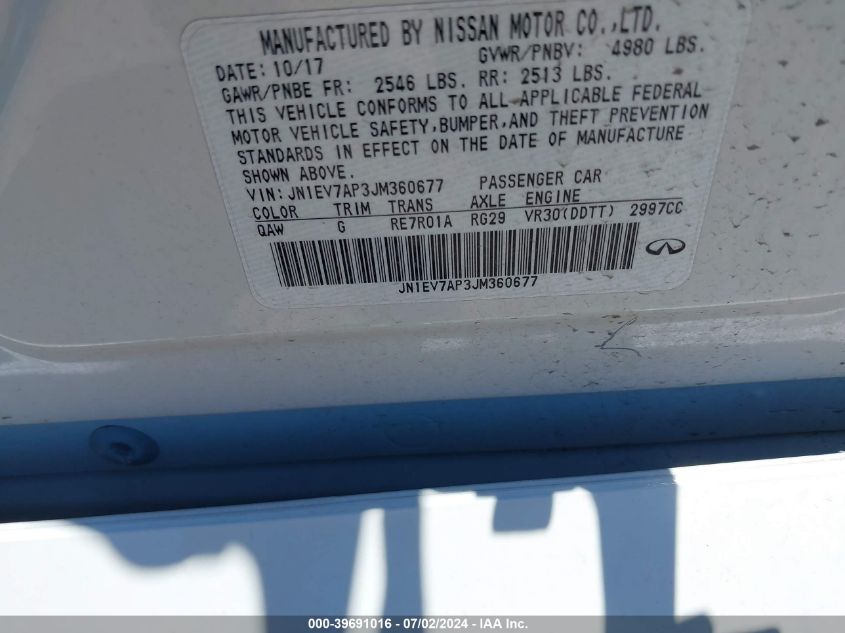 MANUFACTURED BY NISSAN MOTOR CO.,LTD.
DATE: 10/17 GVWR/PNBV: 4980 LBS.
GAWR/PNBE FR: 2546 LBS. RR: 2513 LBS.
THIS VEHICLE CONFORMS TO ALL APPLICABLE FEDERAL
MOTOR VEHICLE SAFETY,BUMPER,AND THEFT PREVENTION
STANDARDS IN EFFECT ON THE DATE OF MANUFACTURE
SHOWN ABOVE.
VIN: JN1EV7AP3JM360677 PASSENGER CAR
COLOR TRIM TRANS AXLE ENGINE
QAW G RE7R01A RG29 VR30(DDTT) 2997CC
JN1EV7AP3JM360677
000-39691016 - 07/02/2024 - IAA Inc.